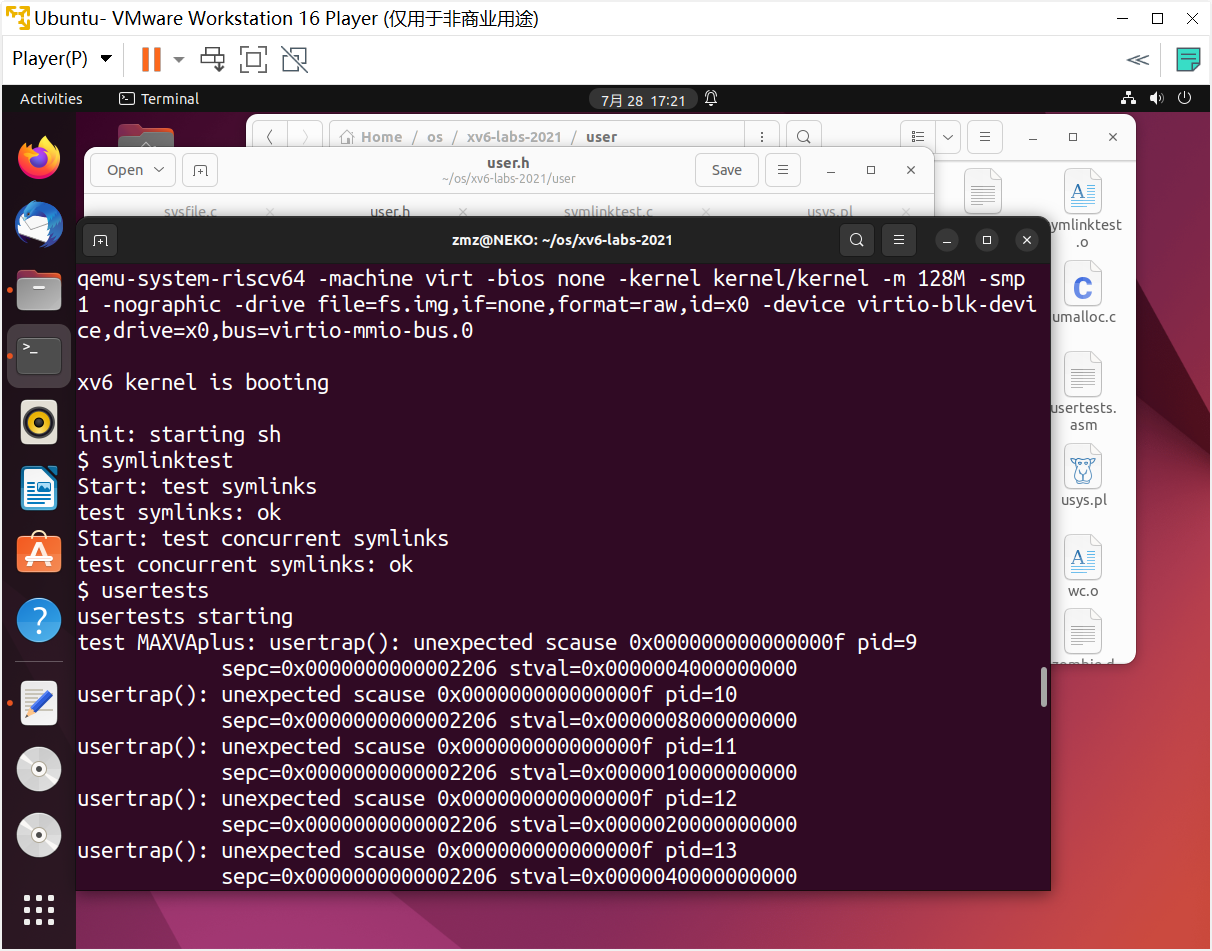 Ubuntu- VMware Workstation 16 Player (仅用于非商业用途)
Player(P)
Activities
Terminal
7月 28 17:21
Home / os / xv6-labs-2021 / user
Open
user.h
~/os/xv6-labs-2021/user
Save
sysfile.c
user.h
symlinktest.c
usys.pl
zmz@NEKO: ~/os/xv6-labs-2021
qemu-system-riscv64 -machine virt -bios none -kernel kernel/kernel -m 128M -smp
1 -nographic -drive file=fs.img,if=none,format=raw,id=x0 -device virtio-blk-devi
ce,drive=x0,bus=virtio-mmio-bus.0
xv6 kernel is booting
init: starting sh
$ symlinktest
Start: test symlinks
test symlinks: ok
Start: test concurrent symlinks
test concurrent symlinks: ok
$ usertests
usertests starting
test MAXVAplus: usertrap(): unexpected scause 0x000000000000000f pid=9
sepc=0x0000000000002206 stval=0x0000004000000000
usertrap(): unexpected scause 0x000000000000000f pid=10
sepc=0x0000000000002206 stval=0x0000008000000000
usertrap(): unexpected scause 0x000000000000000f pid=11
sepc=0x0000000000002206 stval=0x0000010000000000
usertrap(): unexpected scause 0x000000000000000f pid=12
sepc=0x0000000000002206 stval=0x0000020000000000
usertrap(): unexpected scause 0x000000000000000f pid=13
sepc=0x0000000000002206 stval=0x0000040000000000
ymlinktest
.o
umalloc.c
usertests.
asm
usys.pl
wc.o
zombie.d